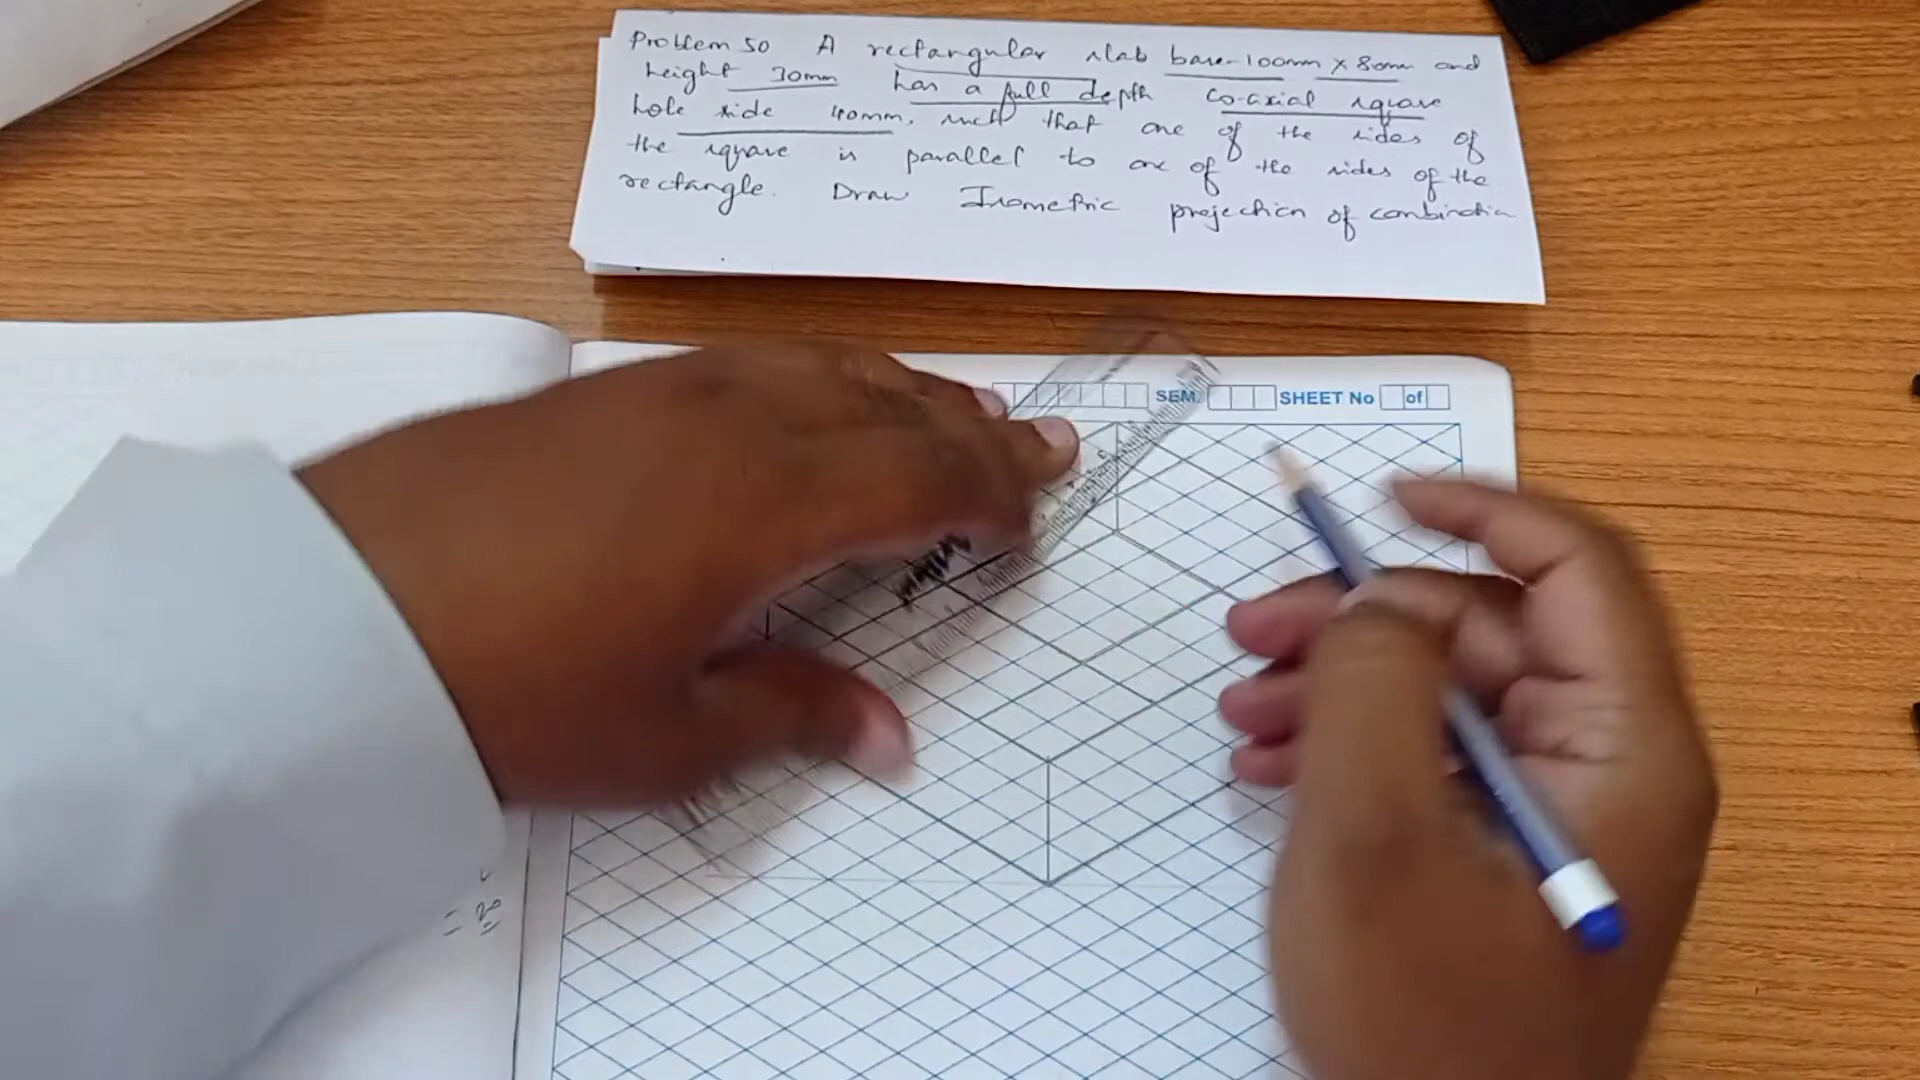 Problem 50 A rectangular slab base-100mm x 80mm and
height 30mm has a full depth co-axial square
hole side 40mm, such that one of the sides of
the square is parallel to one of the sides of the
rectangle. Draw Isometric projection of combination
SEM SHEET No of
= 20